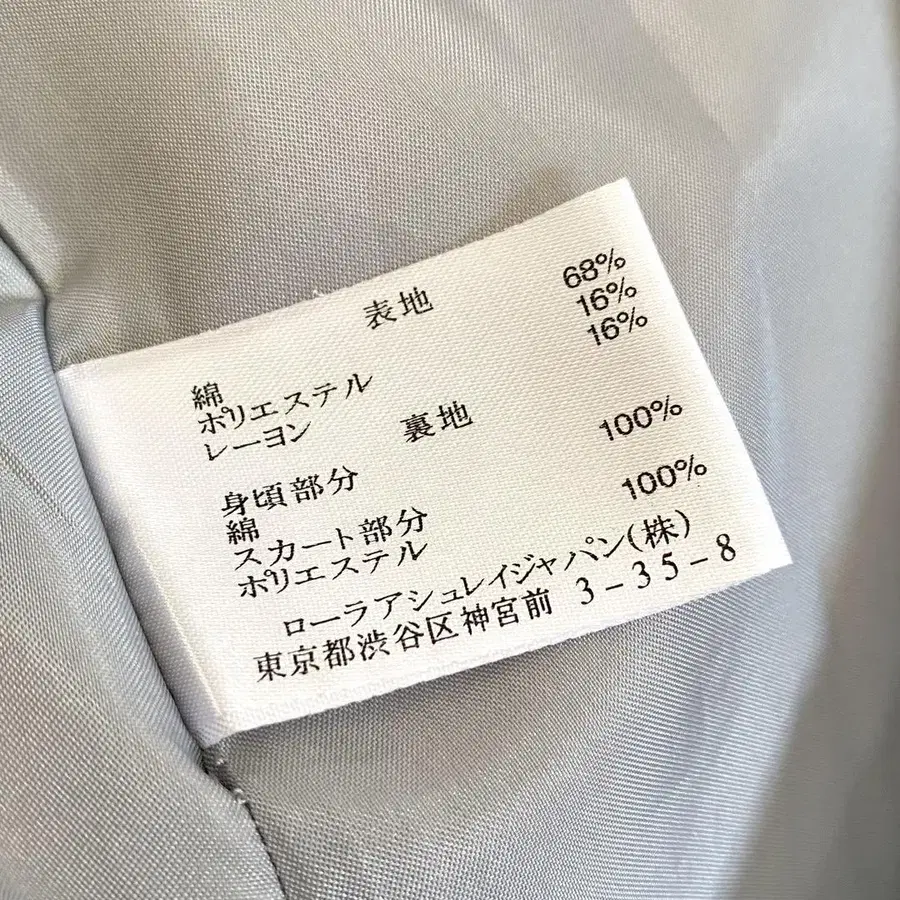 表地
綿 68%
ポリエステル 16%
レーヨン 16%
裏地
身頃部分
綿 100%
スカート部分
ポリエステル 100%
ローラアシュレイジャパン(株)
東京都渋谷区神宮前 3-35-8